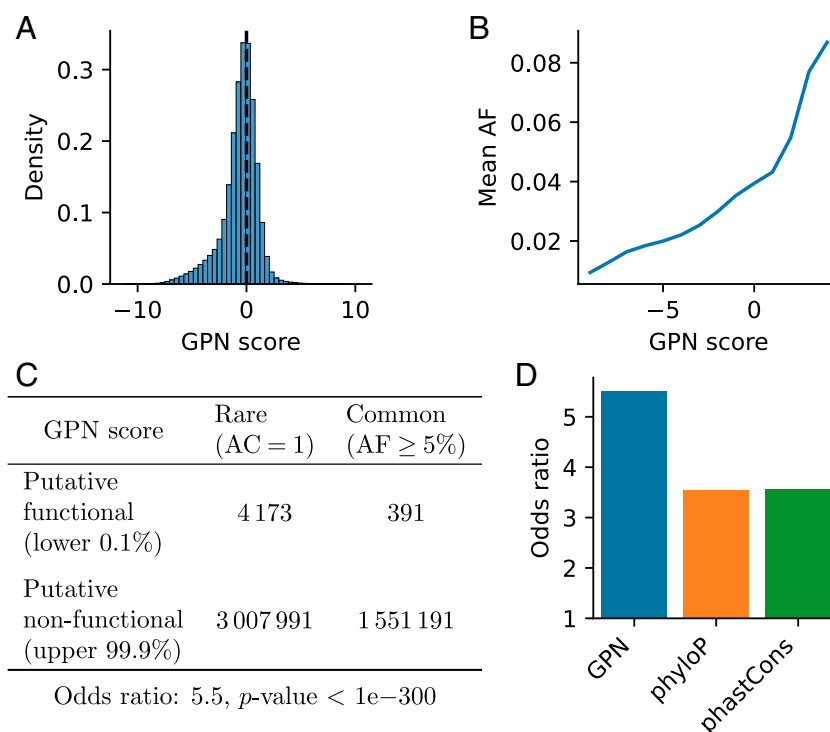 A
0.3
0.2
0.1
0.0
Density
−10
0
10
GPN score
B
0.08
0.06
0.04
0.02
Mean AF
−5
0
GPN score
C
GPN score
Rare
(AC = 1)
Common
(AF ≥ 5%)
Putative
functional
(lower 0.1%)
4 173
391
Putative
non-functional
(upper 99.9%)
3 007 991
1 551 191
Odds ratio: 5.5, p-value < 1e−300
D
5
4
3
2
1
Odds ratio
GPN
phyloP
phastCons